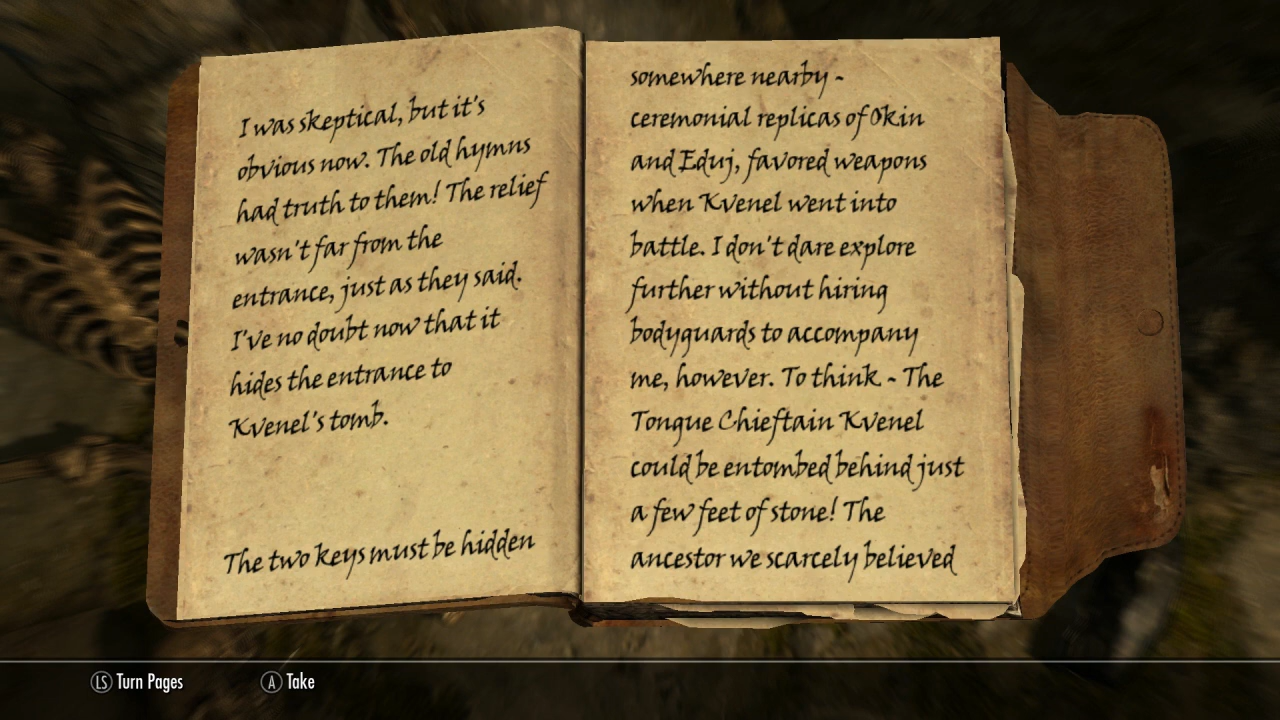 I was skeptical, but it's
obvious now. The old hymns
had truth to them! The relief
wasn't far from the
entrance, just as they said.
I've no doubt now that it
hides the entrance to
Kvenel's tomb.
The two keys must be hidden
somewhere nearby -
ceremonial replicas of Okin
and Eduj, favored weapons
when Kvenel went into
battle. I don't dare explore
further without hiring
bodyguards to accompany
me, however. To think - The
Tongue Chieftain Kvenel
could be entombed behind just
a few feet of stone! The
ancestor we scarcely believed
LS Turn Pages
A Take